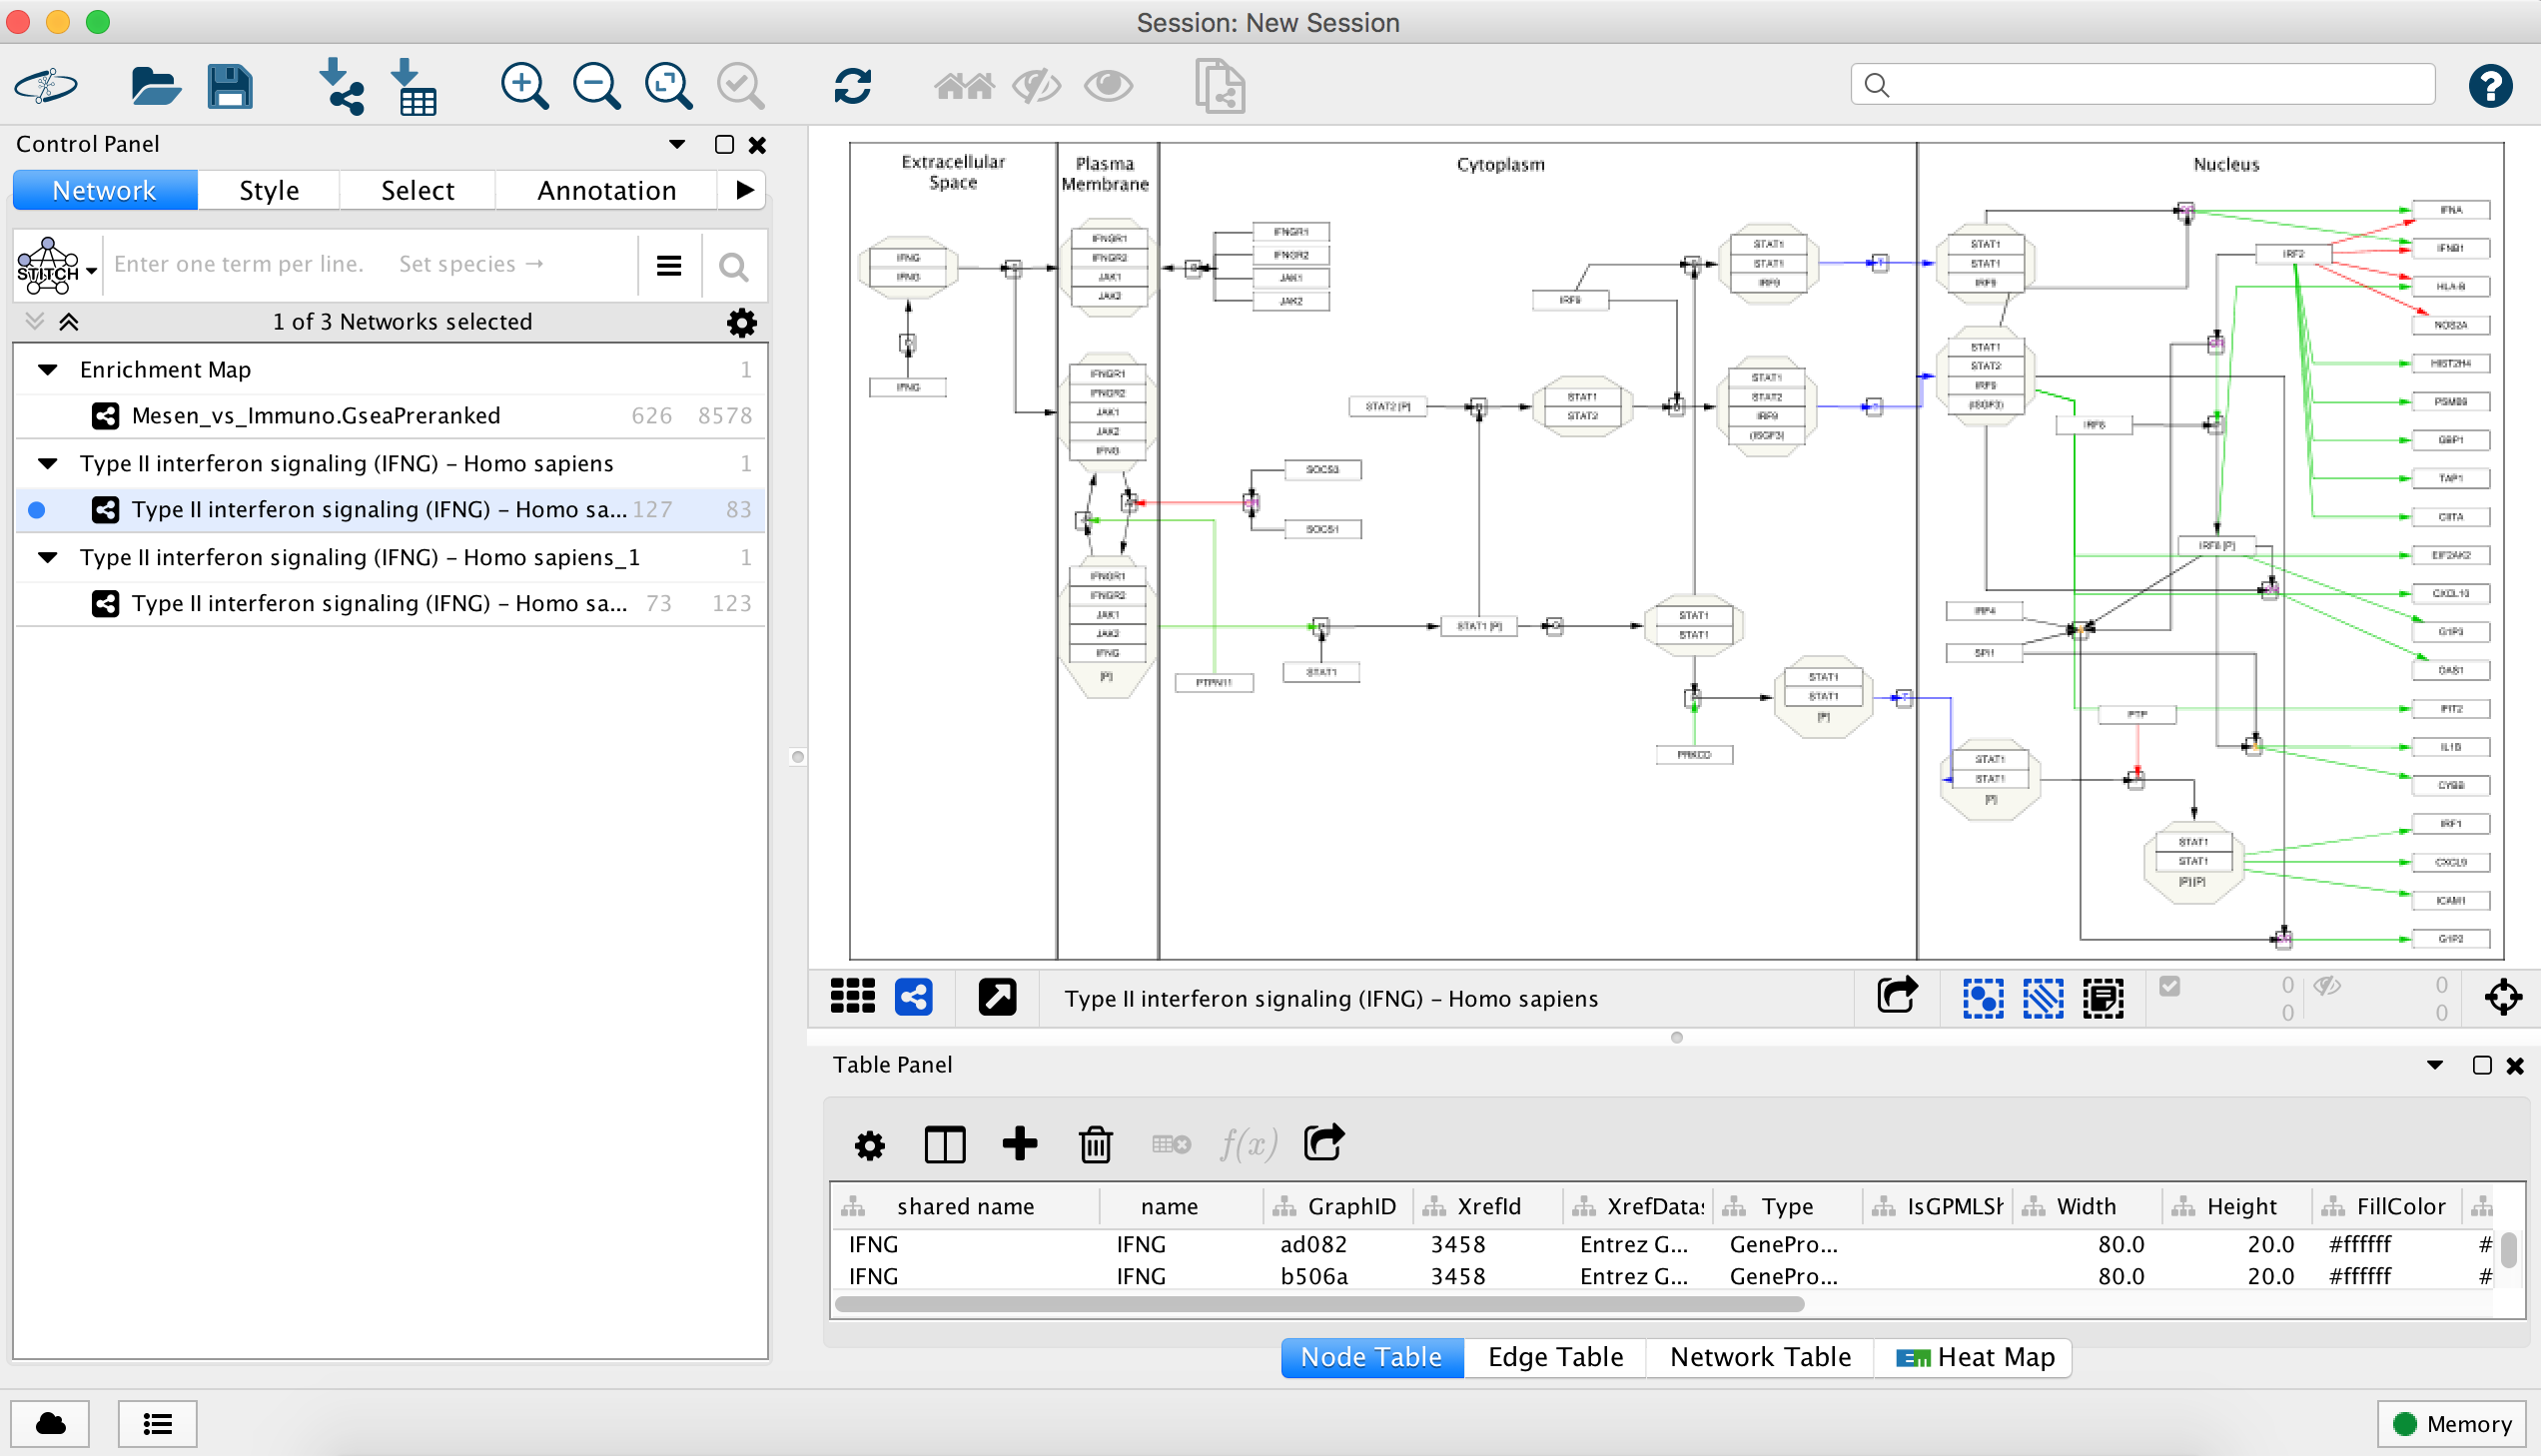 Session: New Session
Control Panel
Network Style Select Annotation
STITCH Enter one term per line. Set species →
1 of 3 Networks selected
Enrichment Map 1
Mesen_vs_Immuno.GseaPreranked 626 8578
Type II interferon signaling (IFNG) – Homo sapiens 1
Type II interferon signaling (IFNG) – Homo sa... 127 83
Type II interferon signaling (IFNG) – Homo sapiens_1 1
Type II interferon signaling (IFNG) – Homo sa... 73 123
Extracellular
Space
Plasma
Membrane
Cytoplasm
Nucleus
IFNG
IFNG
IFNG
IFNGR1
IFNGR2
JAK1
JAK2
IFNGR1
IFNGR2
JAK1
JAK2
IFNG
IFNGR1
IFNGR2
JAK1
JAK2
IFNG
[P]
IFNGR1
IFNGR2
JAK1
JAK2
SOCS3
SOCS1
PTPN11
STAT1
STAT2 [P]
STAT1 [P]
STAT1
STAT2
IRF9
STAT1
STAT1
IRF9
STAT1
STAT2
IRF9
(ISGF3)
STAT1
STAT1
STAT1
STAT1
[P]
PRKCD
STAT1
STAT1
IRF9
STAT1
STAT2
IRF9
(ISGF3)
IRF2
IRF8
IRF8 [P]
IRF4
SPI1
PTP
STAT1
STAT1
[P]
STAT1
STAT1
[P] [P]
IFNA
IFNB1
HLA-B
NOS2A
HIST2H4
PSMB9
GBP1
TAP1
CIITA
EIF2AK2
CXCL10
G1P3
OAS1
IFIT2
IL1B
CYBB
IRF1
CXCL9
ICAM1
G1P2
Type II interferon signaling (IFNG) – Homo sapiens
0 0
0 0
Table Panel
f(x)
shared name name GraphID XrefId XrefDatas Type IsGPMLSh Width Height FillColor
IFNG IFNG ad082 3458 Entrez G... GenePro... 80.0 20.0 #ffffff #
IFNG IFNG b506a 3458 Entrez G... GenePro... 80.0 20.0 #ffffff #
Node Table Edge Table Network Table Em Heat Map
Memory